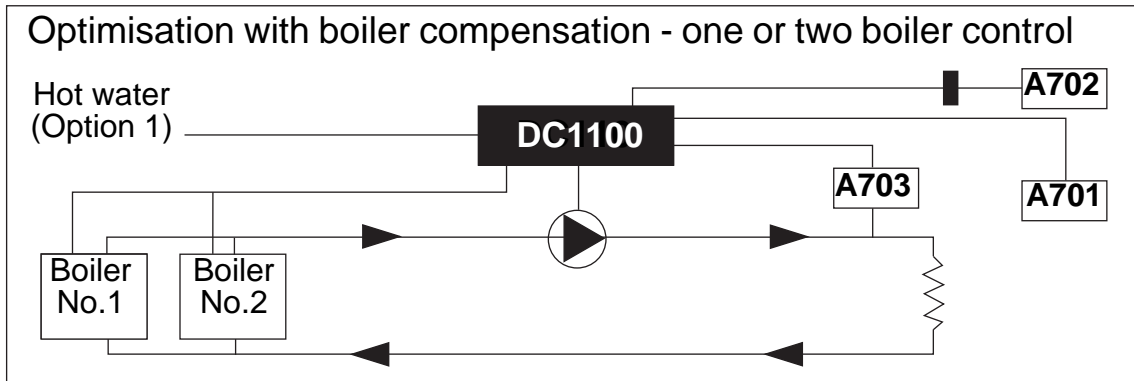 Optimisation with boiler compensation - one or two boiler control
Hot water
(Option 1)
DC1100
A702
A703
A701
Boiler
No.1
Boiler
No.2